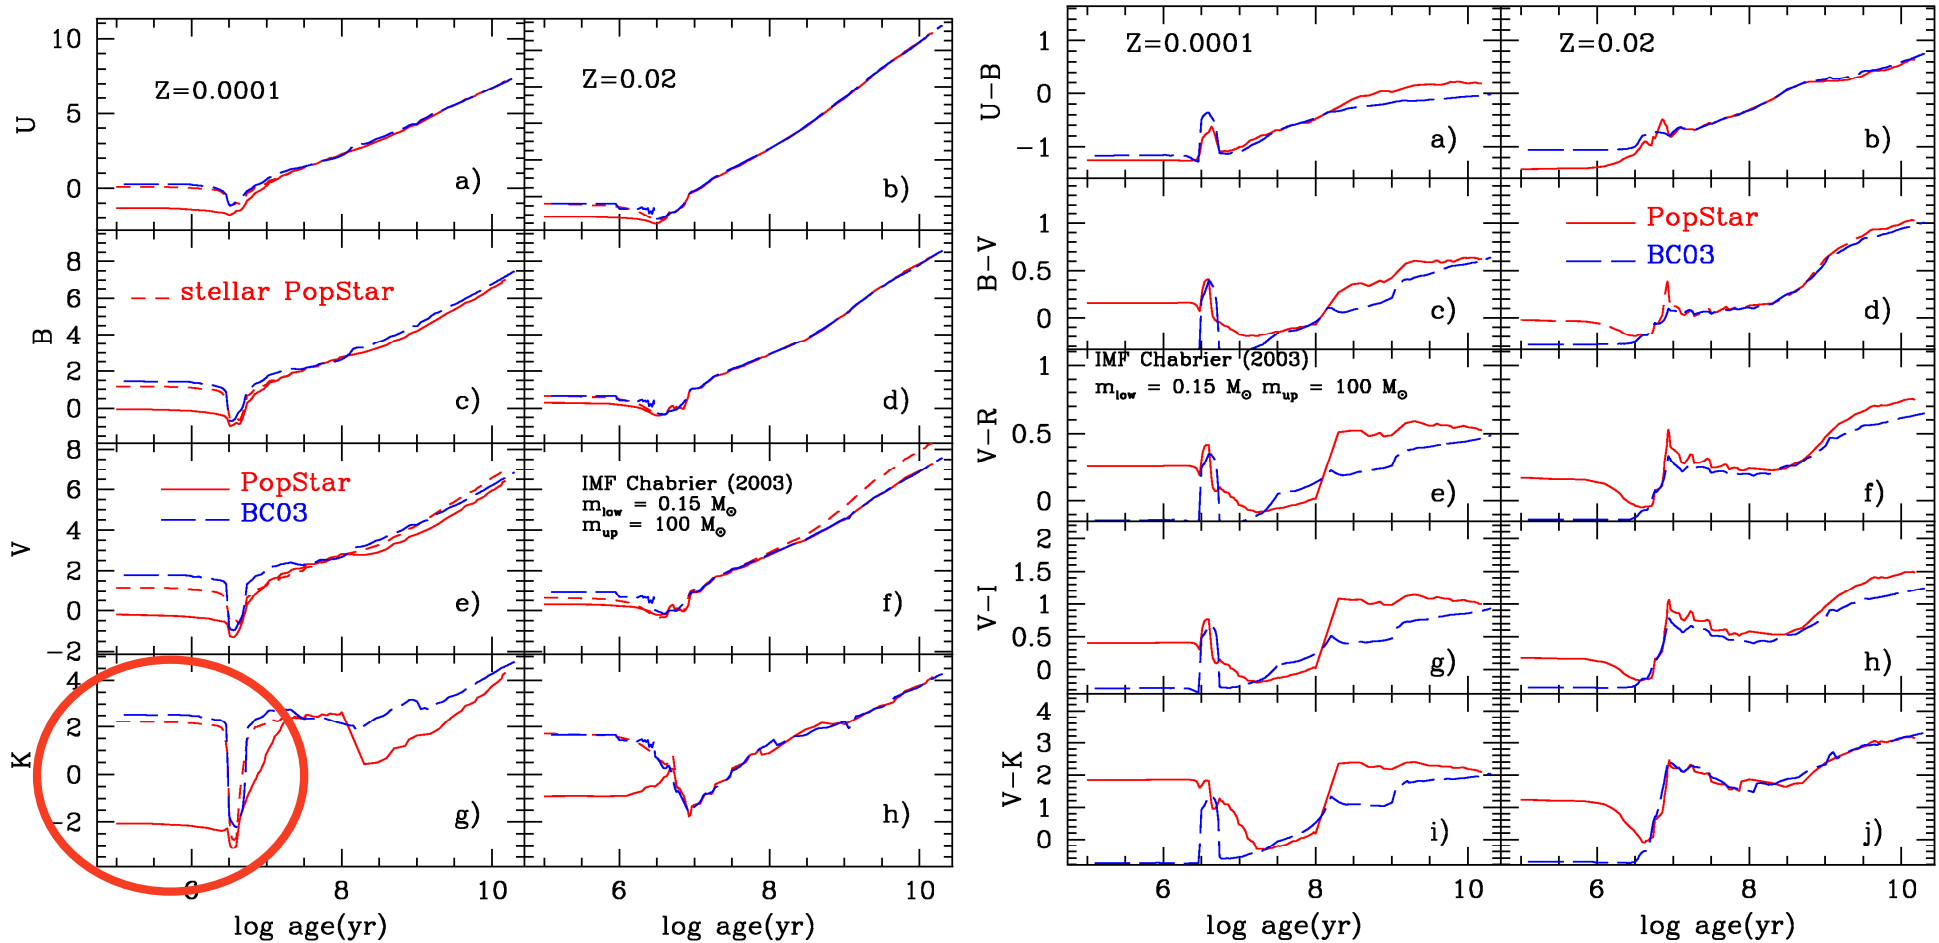 Z=0.0001
Z=0.02
U
10
5
0
a)
b)
stellar PopStar
B
8
6
4
2
0
c)
d)
PopStar
BC03
IMF Chabrier (2003)
m_low = 0.15 M⊙
m_up = 100 M⊙
V
8
6
4
2
0
−2
e)
f)
K
4
2
0
−2
g)
h)
6 8 10 6 8 10
log age(yr) log age(yr)
Z=0.0001
Z=0.02
U−B
1
0
−1
a)
b)
PopStar
BC03
B−V
1
0.5
0
c)
d)
IMF Chabrier (2003)
m_low = 0.15 M⊙ m_up = 100 M⊙
V−R
1
0.5
0
e)
f)
V−I
2
1.5
1
0.5
0
g)
h)
V−K
4
3
2
1
0
i)
j)
6 8 10 6 8 10
log age(yr) log age(yr)